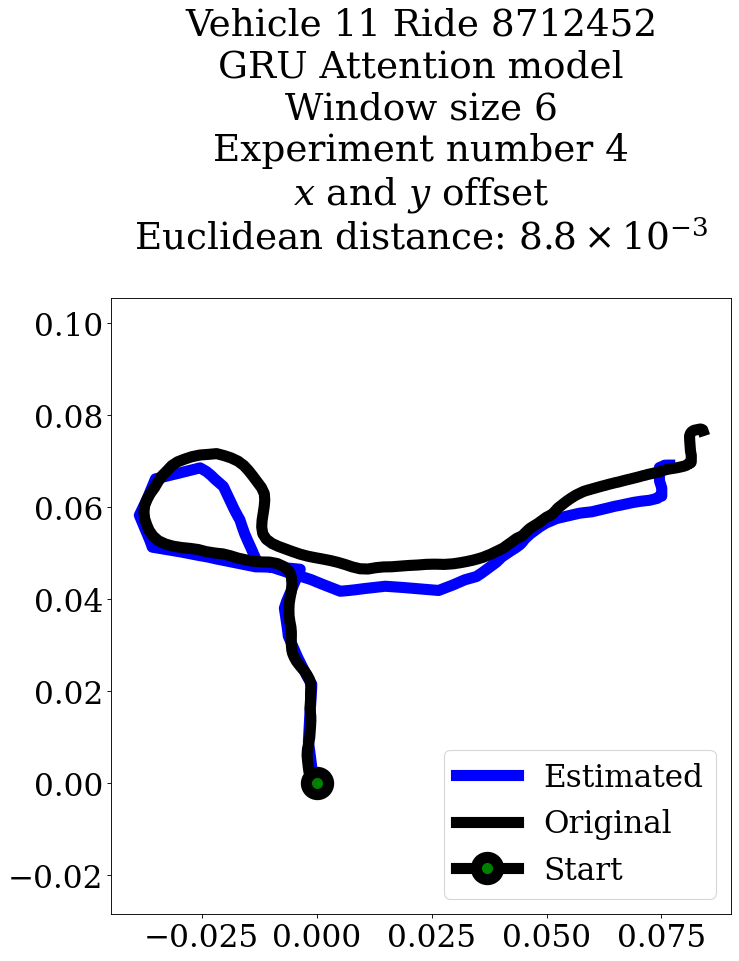 Vehicle 11 Ride 8712452
GRU Attention model
Window size 6
Experiment number 4
x and y offset
Euclidean distance: 8.8 × 10⁻³
0.10
0.08
0.06
0.04
0.02
0.00
−0.02
Estimated
Original
Start
−0.025 0.000 0.025 0.050 0.075